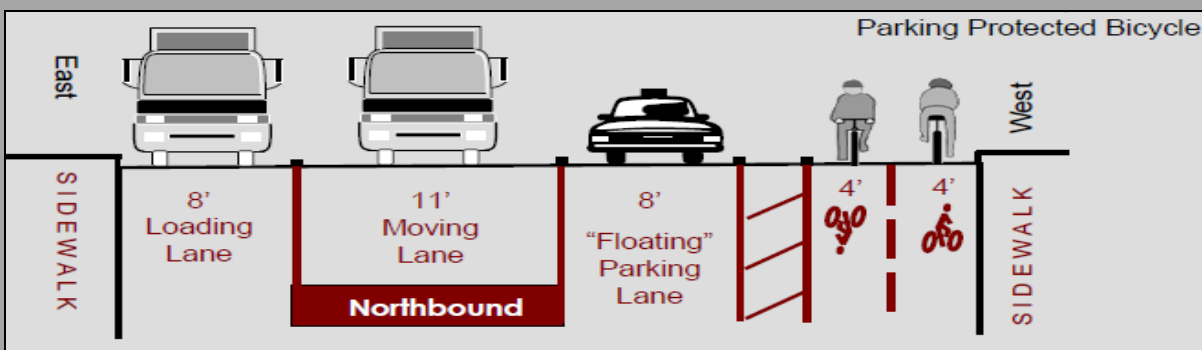 Parking Protected Bicycle
East
West
SIDEWALK
8'
Loading
Lane
11'
Moving
Lane
Northbound
8'
“Floating”
Parking
Lane
4'
4'
SIDEWALK